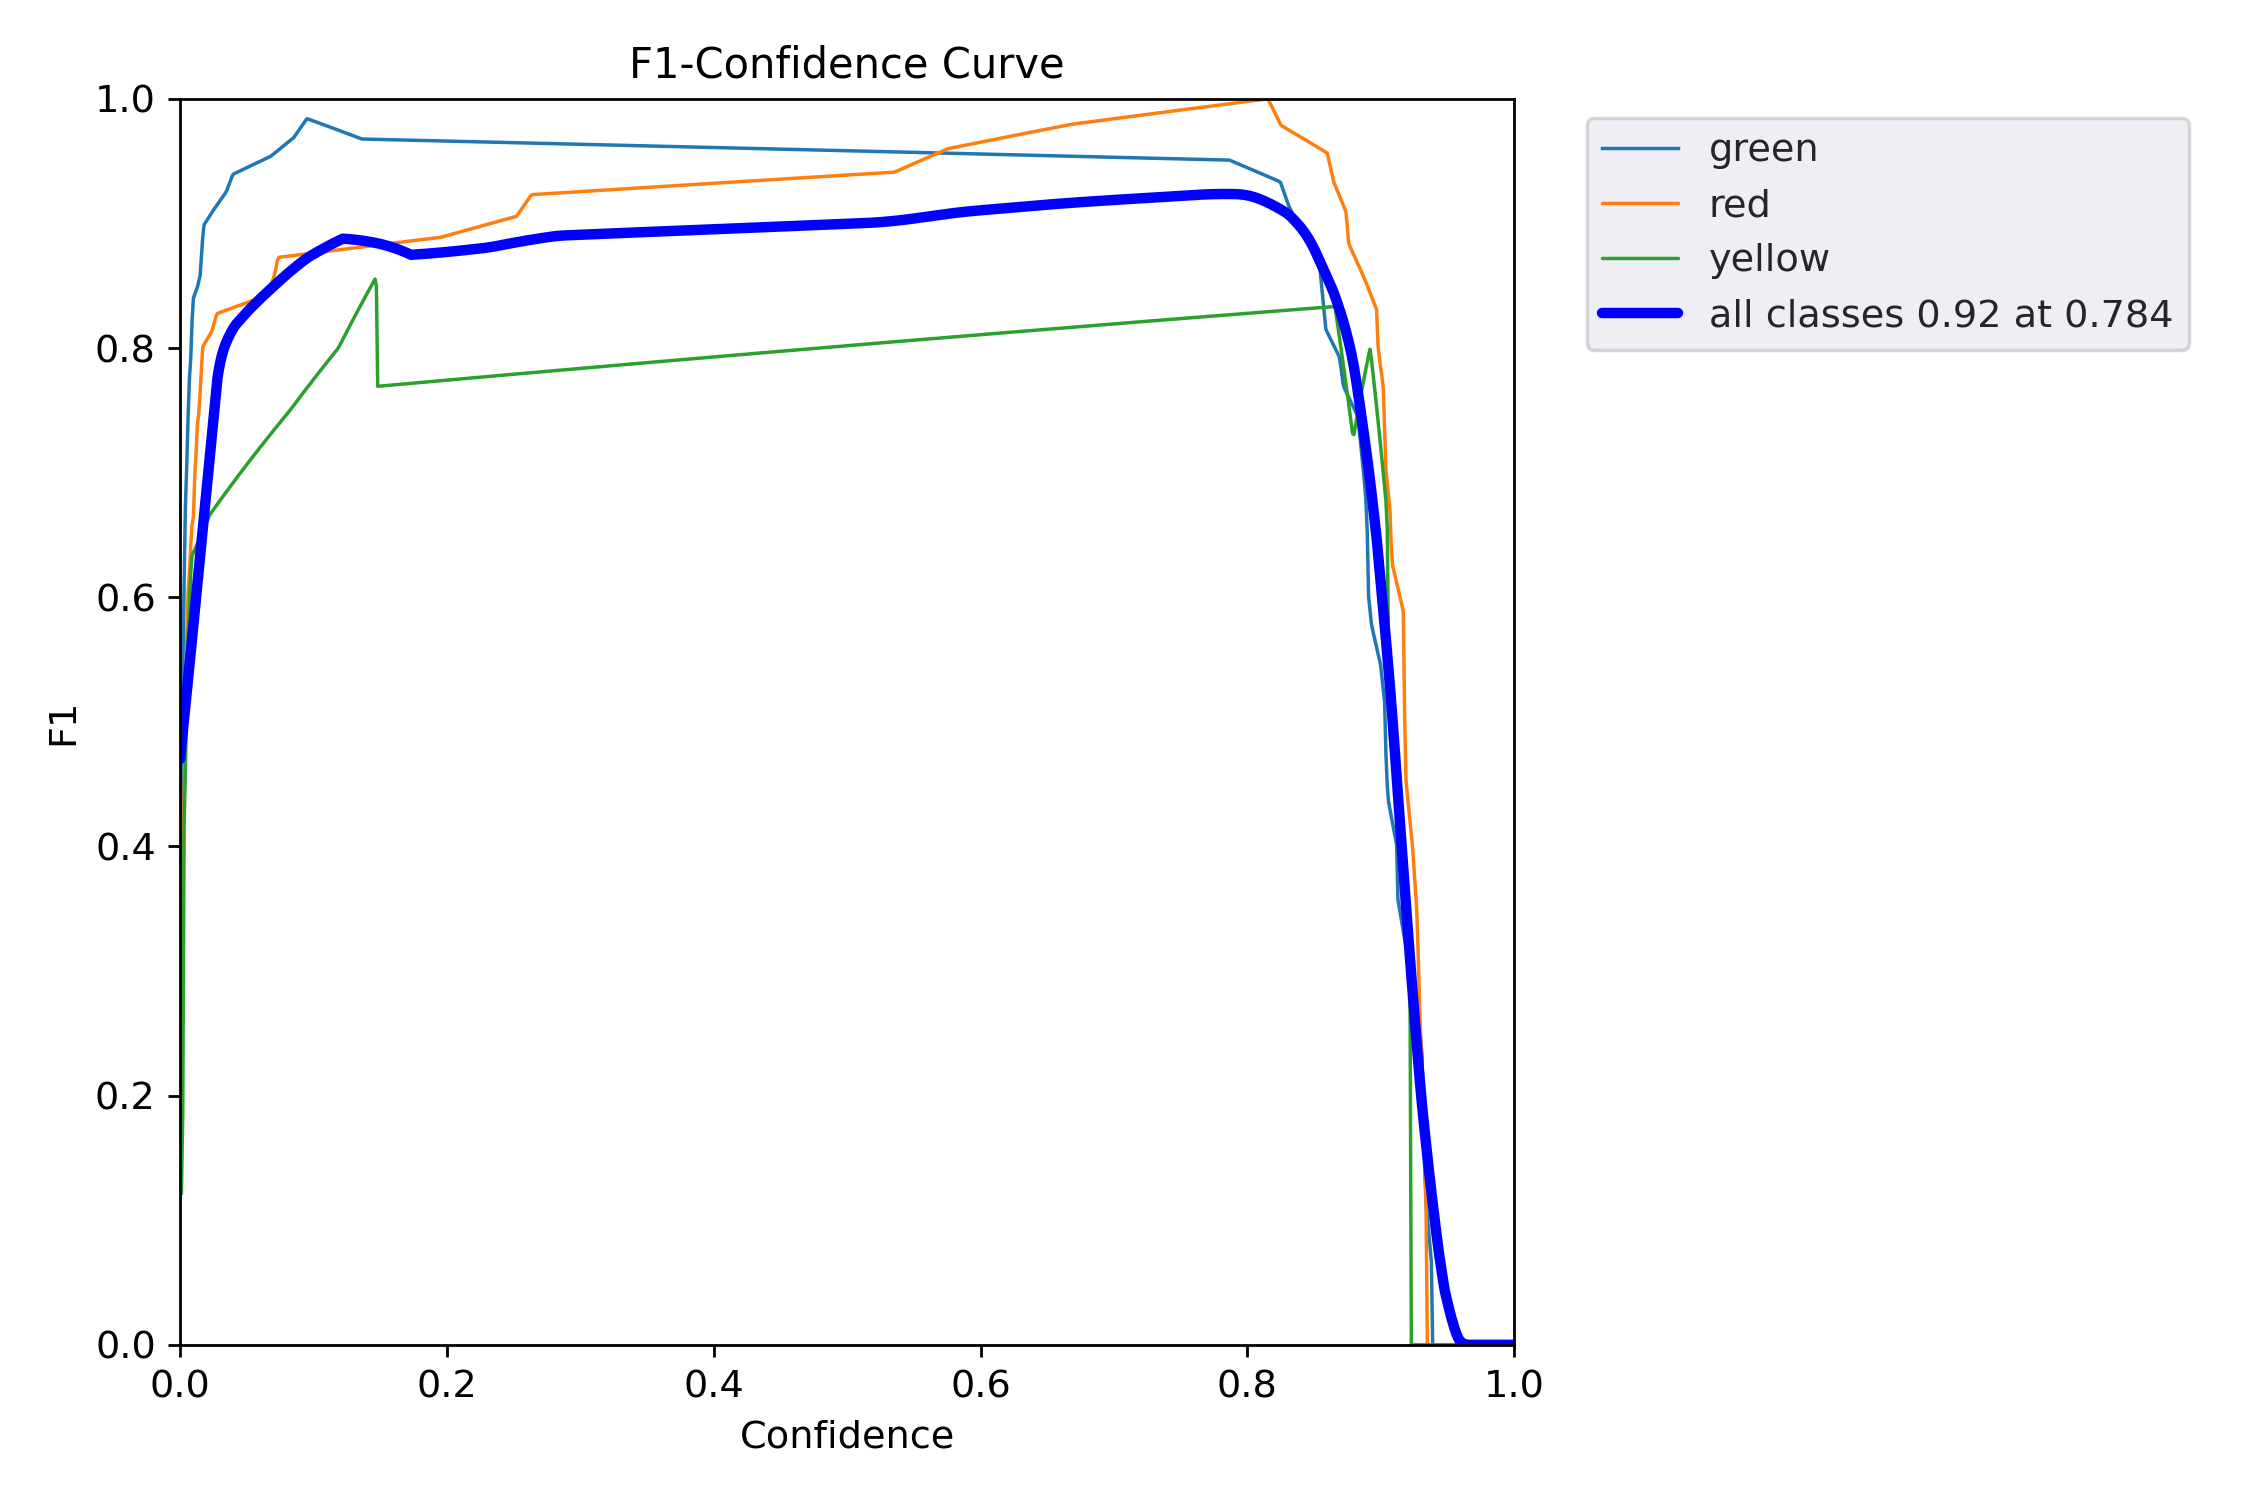 F1-Confidence Curve
1.0
0.8
0.6
0.4
0.2
0.0
F1
0.0 0.2 0.4 0.6 0.8 1.0
Confidence
green
red
yellow
all classes 0.92 at 0.784